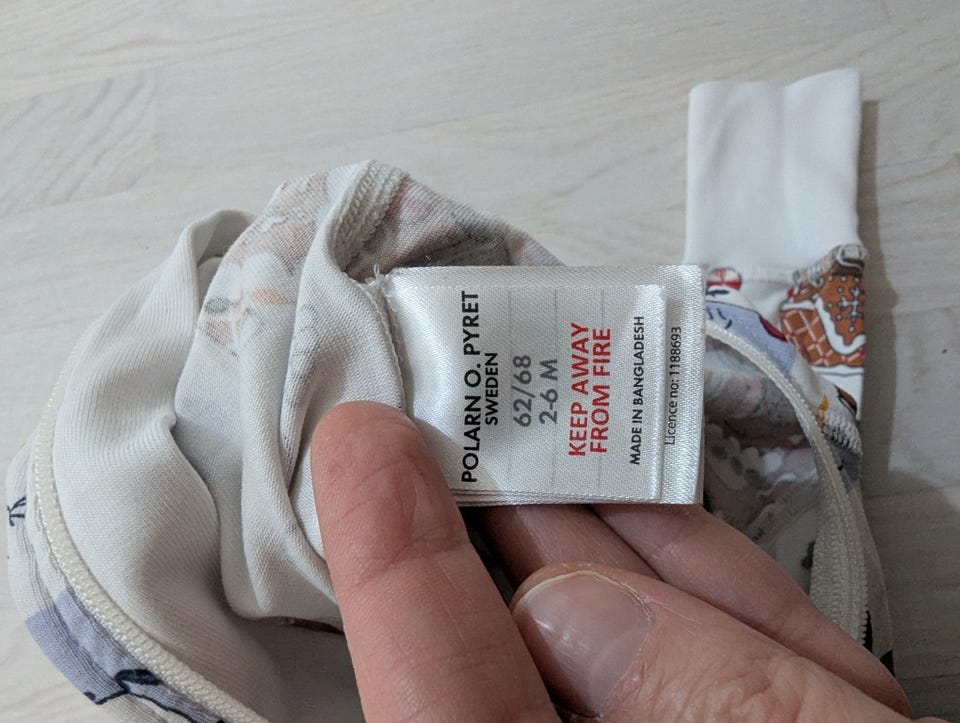 POLARN O. PYRET
SWEDEN
62/68
2-6 M
KEEP AWAY
FROM FIRE
MADE IN BANGLADESH
Licence no: 1188693